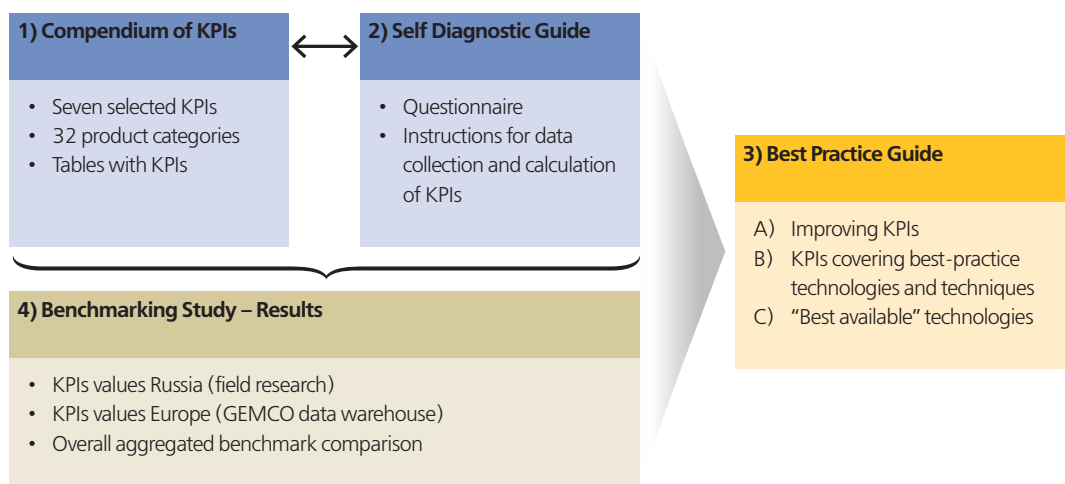 1) Compendium of KPIs
• Seven selected KPIs
• 32 product categories
• Tables with KPIs
2) Self Diagnostic Guide
• Questionnaire
• Instructions for data
collection and calculation
of KPIs
3) Best Practice Guide
A) Improving KPIs
B) KPIs covering best-practice
technologies and techniques
C) “Best available” technologies
4) Benchmarking Study – Results
• KPIs values Russia (field research)
• KPIs values Europe (GEMCO data warehouse)
• Overall aggregated benchmark comparison